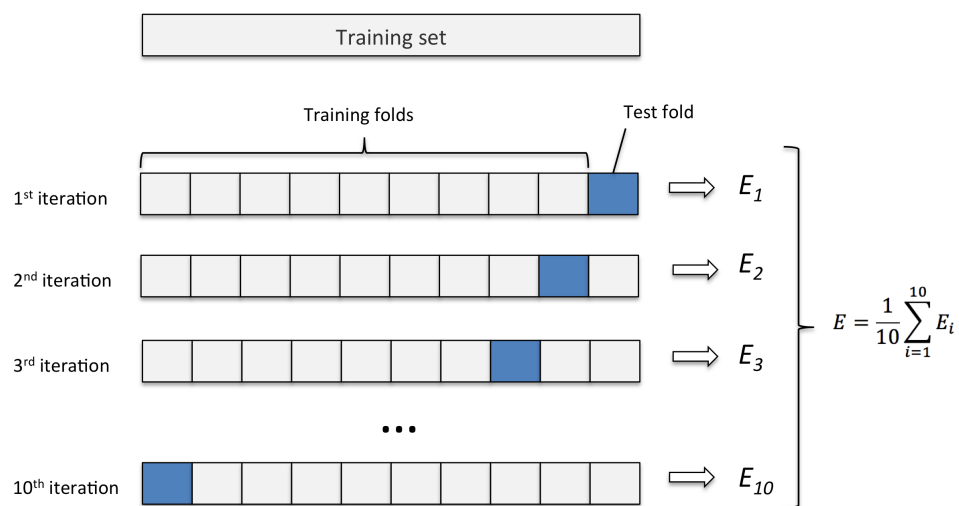 Training set
Training folds
Test fold
1st iteration
E1
2nd iteration
E2
3rd iteration
E3
E = 1/10 ∑_{i=1}^{10} E_i
...
10th iteration
E10